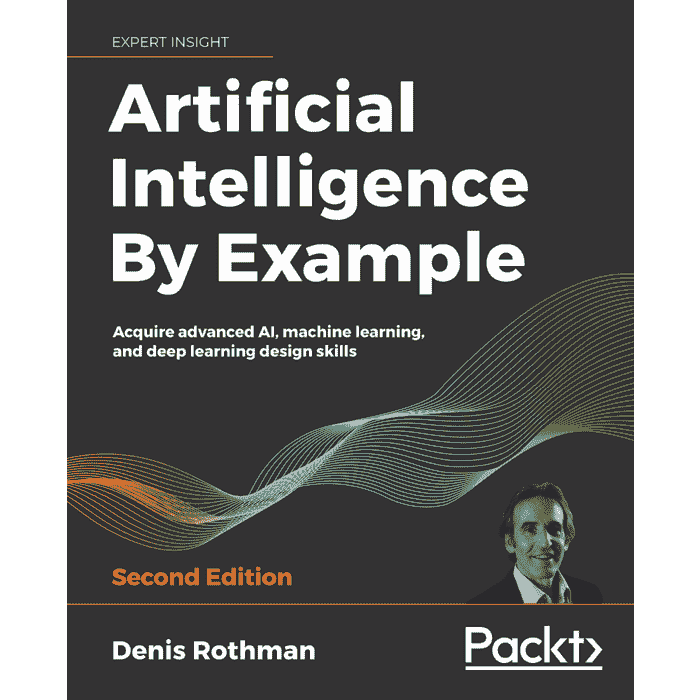 EXPERT INSIGHT
Artificial
Intelligence
By Example
Acquire advanced AI, machine learning,
and deep learning design skills
Second Edition
Denis Rothman
Packt>